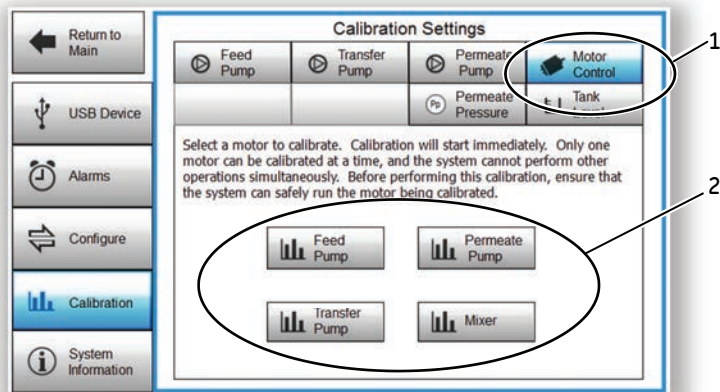 Return to
Main
USB Device
Alarms
Configure
Calibration
System
Information
Calibration Settings
Feed
Pump
Transfer
Pump
Permeate
Pump
Motor
Control
Pp
Permeate
Pressure
Tank
Level
Select a motor to calibrate. Calibration will start immediately. Only one
motor can be calibrated at a time, and the system cannot perform other
operations simultaneously. Before performing this calibration, ensure that
the system can safely run the motor being calibrated.
Feed
Pump
Permeate
Pump
Transfer
Pump
Mixer
1
2